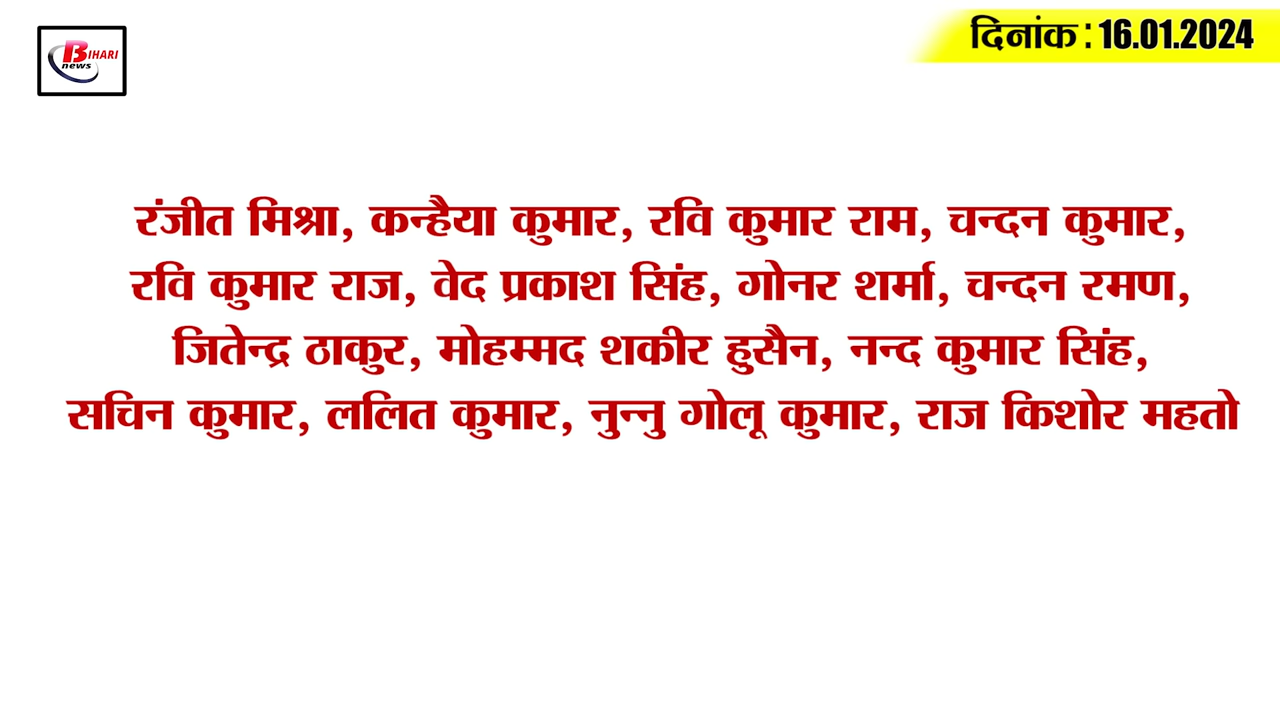 BIHARI
news
दिनांक : 16.01.2024
रंजीत मिश्रा, कन्हैया कुमार, रवि कुमार राम, चन्दन कुमार,
रवि कुमार राज, वेद प्रकाश सिंह, गोनर शर्मा, चन्दन रमण,
जितेन्द्र ठाकुर, मोहम्मद शकीर हुसैन, नन्द कुमार सिंह,
सचिन कुमार, ललित कुमार, नुन्नु गोलू कुमार, राज किशोर महतो